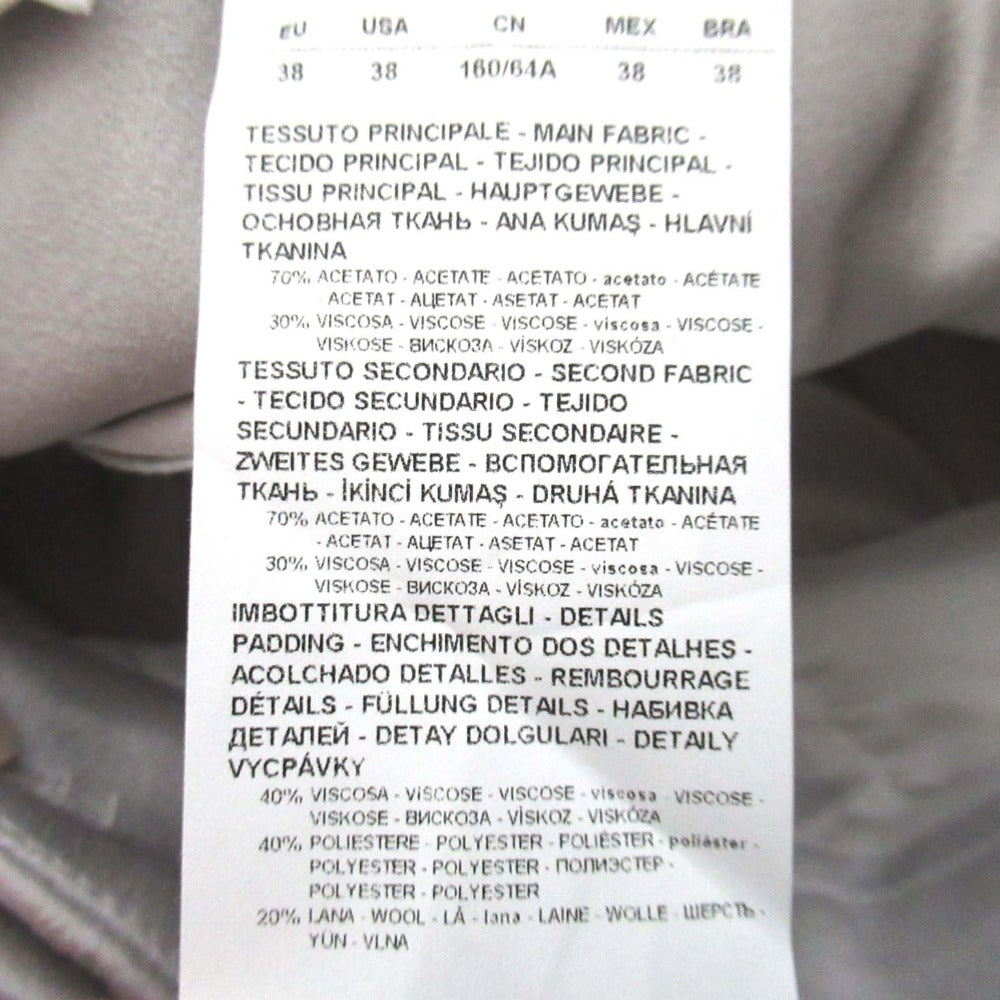 EU USA CN MEX BRA
38 38 160/64A 38 38
TESSUTO PRINCIPALE - MAIN FABRIC -
TECIDO PRINCIPAL - TEJIDO PRINCIPAL -
TISSU PRINCIPAL - HAUPTGEWEBE -
ОСНОВНАЯ ТКАНЬ - ANA KUMAŞ - HLAVNÍ
TKANINA
70% ACETATO - ACETATE - ACETATO - acetato - ACÉTATE
- ACETAT - АЦЕТАТ - ASETAT - ACETAT
30% VISCOSA - VISCOSE - VISCOSE - viscosa - VISCOSE -
VISKOSE - ВИСКОЗА - VİSKOZ - VISKÓZA
TESSUTO SECONDARIO - SECOND FABRIC
- TECIDO SECUNDARIO - TEJIDO
SECUNDARIO - TISSU SECONDAIRE -
ZWEITES GEWEBE - ВСПОМОГАТЕЛЬНАЯ
ТКАНЬ - İKİNCİ KUMAŞ - DRUHÁ TKANINA
70% ACETATO - ACETATE - ACETATO - acetato - ACÉTATE
- ACETAT - АЦЕТАТ - ASETAT - ACETAT
30% VISCOSA - VISCOSE - VISCOSE - viscosa - VISCOSE -
VISKOSE - ВИСКОЗА - VİSKOZ - VISKÓZA
IMBOTTITURA DETTAGLI - DETAILS
PADDING - ENCHIMENTO DOS DETALHES -
ACOLCHADO DETALLES - REMBOURRAGE
DÉTAILS - FÜLLUNG DETAILS - НАБИВКА
ДЕТАЛЕЙ - DETAY DOLGULARI - DETAILY
VYCPÁVKY
40% VISCOSA - VISCOSE - VISCOSE - viscosa - VISCOSE -
VISKOSE - ВИСКОЗА - VİSKOZ - VISKÓZA
40% POLIESTERE - POLYESTER - POLIÉSTER - poliéster -
POLYESTER - POLYESTER - ПОЛИЭСТЕР -
POLYESTER - POLYESTER
20% LANA - WOOL - LÃ - lana - LAINE - WOLLE - ШЕРСТЬ -
YÜN - VLNA